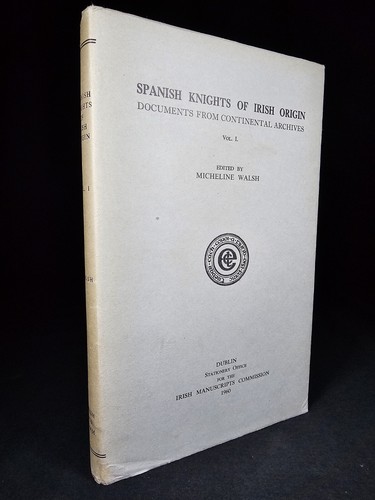 SPANISH KNIGHTS OF IRISH ORIGIN
DOCUMENTS FROM CONTINENTAL ARCHIVES
VOL. I.
EDITED BY
MICHELINE WALSH
DUBLIN
STATIONERY OFFICE
FOR THE
IRISH MANUSCRIPTS COMMISSION
1960